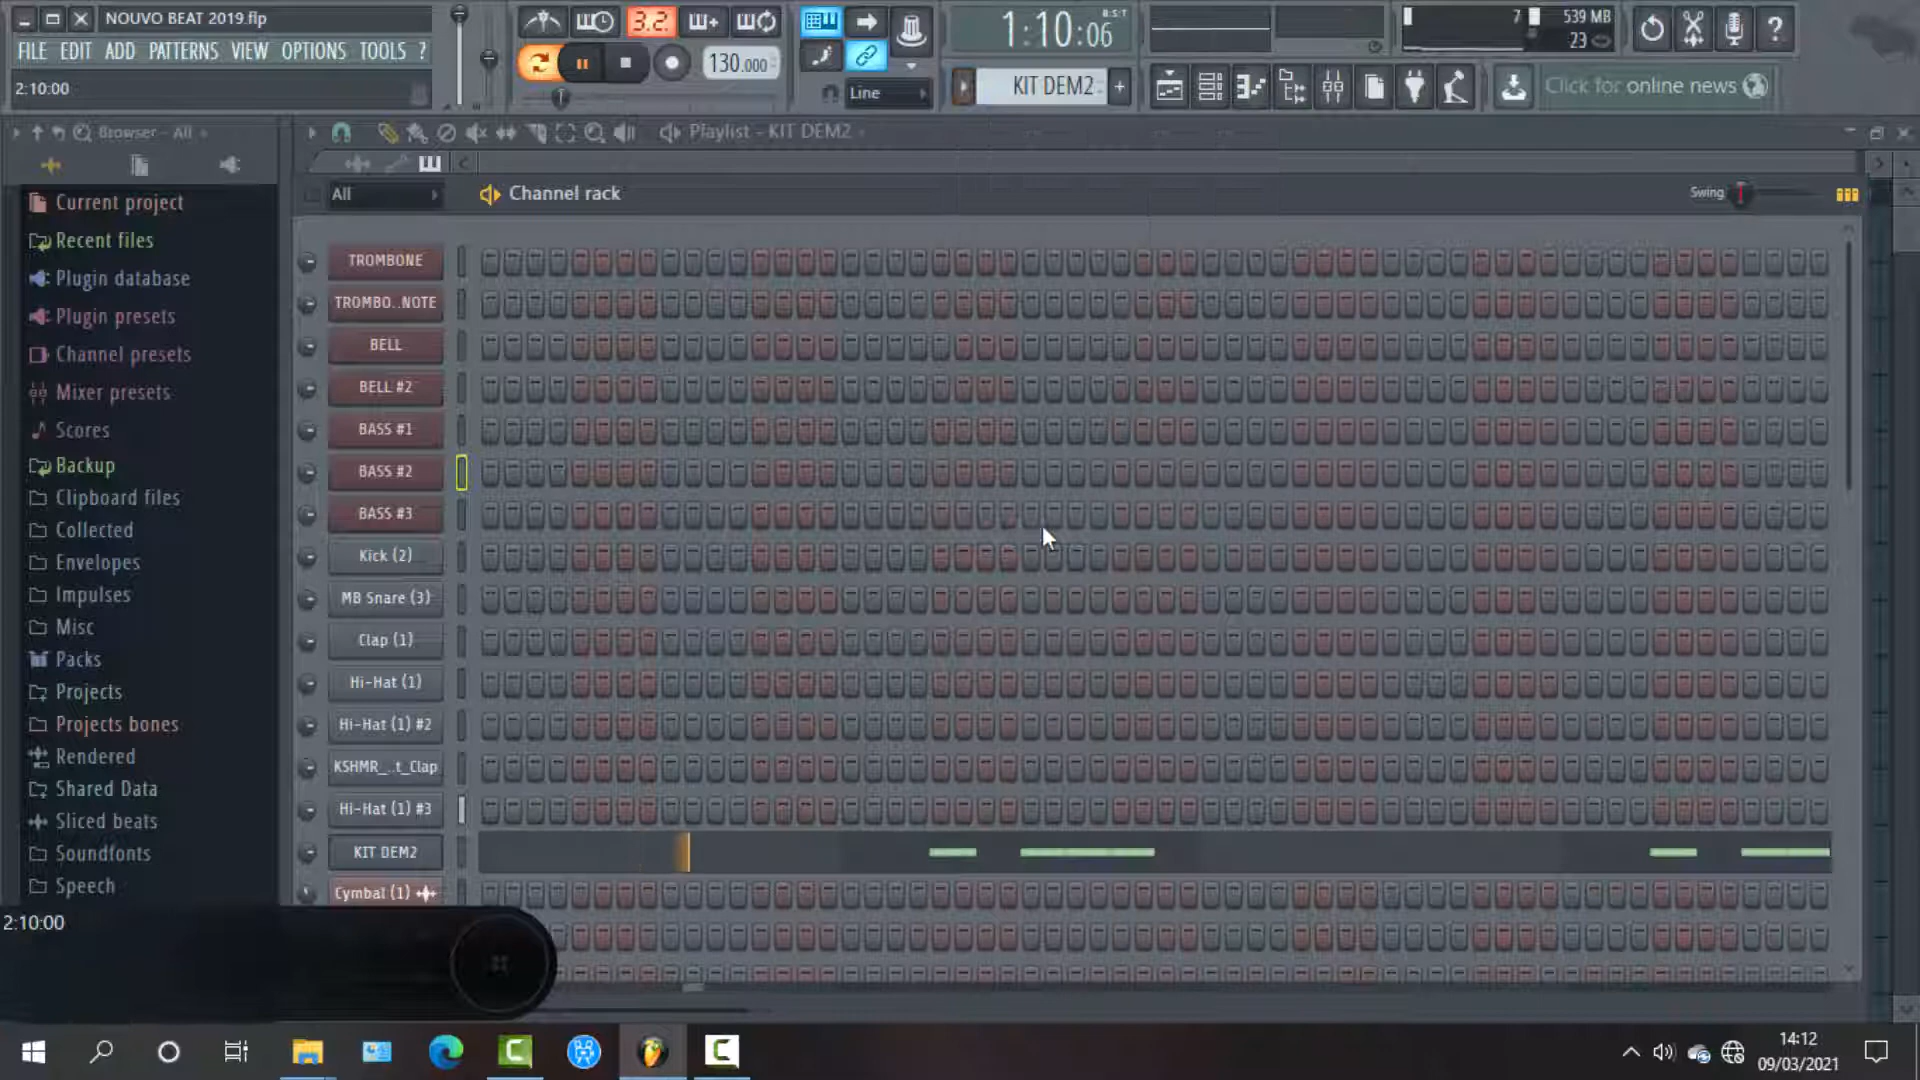 NOUVO BEAT 2019.flp
FILE EDIT ADD PATTERNS VIEW OPTIONS TOOLS ?
2:10:00
3.2.
130.000
Line
1:10:06
B:S:T
KIT DEM2
+
7
539 MB
23
?
Click for online news
Browser - All
Playlist - KIT DEM2
All
Channel rack
Swing
Current project
Recent files
Plugin database
Plugin presets
Channel presets
Mixer presets
Scores
Backup
Clipboard files
Collected
Envelopes
Impulses
Misc
Packs
Projects
Projects bones
Rendered
Shared Data
Sliced beats
Soundfonts
Speech
TROMBONE
TROMBO..NOTE
BELL
BELL #2
BASS #1
BASS #2
BASS #3
Kick (2)
MB Snare (3)
Clap (1)
Hi-Hat (1)
Hi-Hat (1) #2
KSHMR_..t_Clap
Hi-Hat (1) #3
KIT DEM2
Cymbal (1)
2:10:00
14:12
09/03/2021